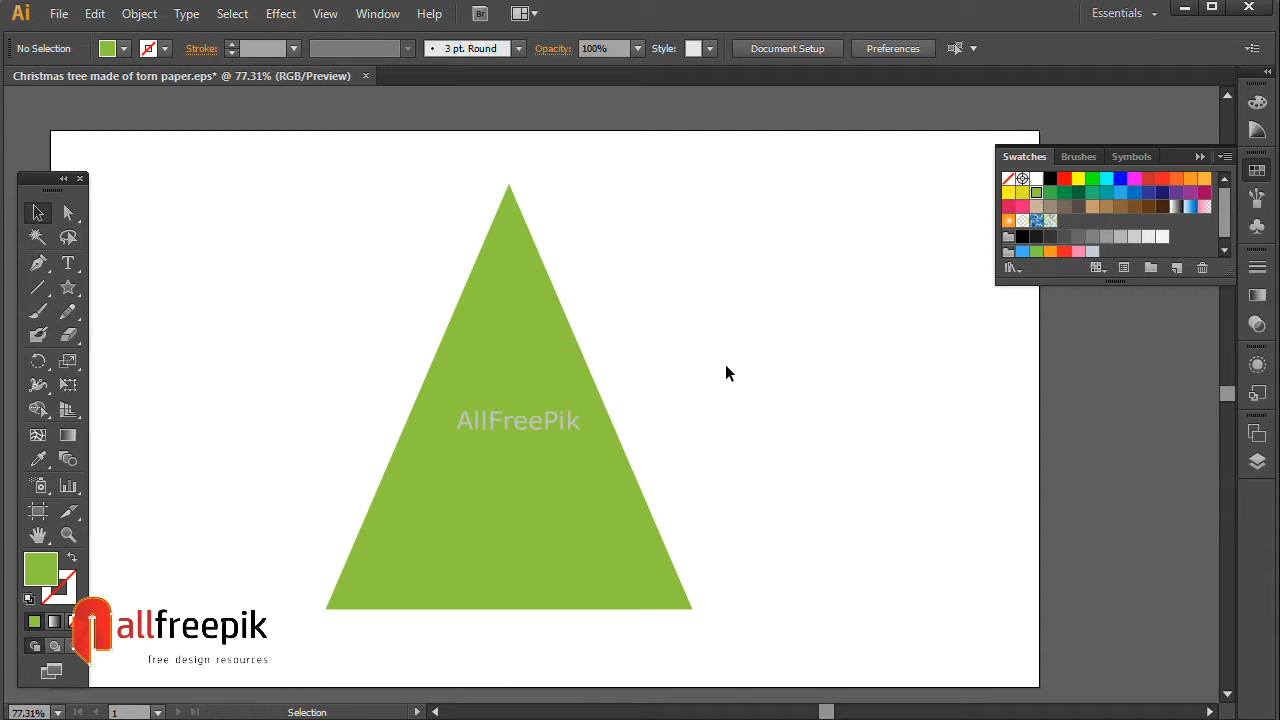 Ai File Edit Object Type Select Effect View Window Help Br Essentials
No Selection Stroke: 3 pt. Round Opacity: 100% Style: Document Setup Preferences
Christmas tree made of torn paper.eps* @ 77.31% (RGB/Preview)
Swatches Brushes Symbols
AllFreePik
allfreepik
free design resources
77.31% 1 Selection